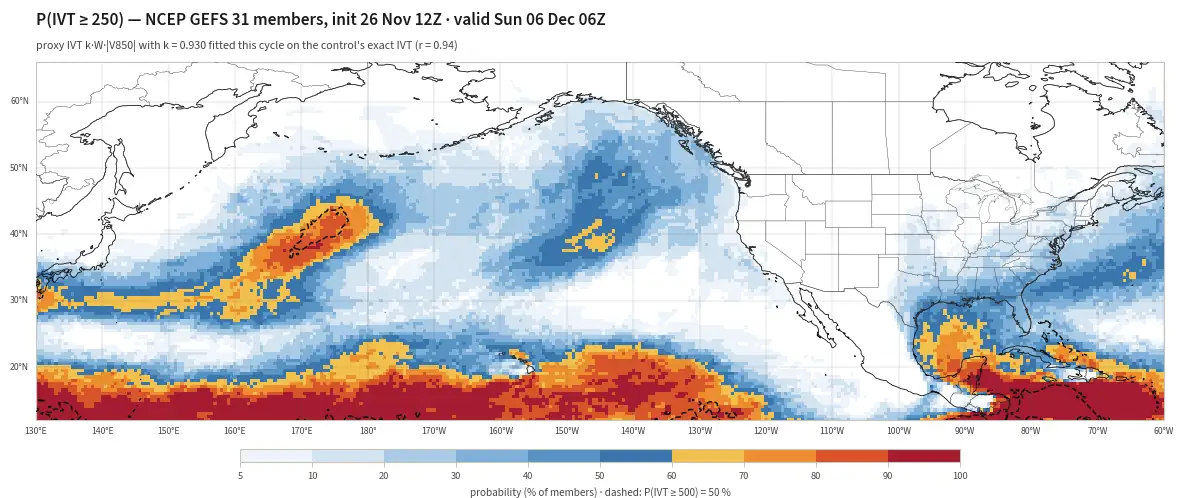 P(IVT ≥ 250) — NCEP GEFS 31 members, init 26 Nov 12Z · valid Sun 06 Dec 06Z
proxy IVT k·W·|V850| with k = 0.930 fitted this cycle on the control's exact IVT (r = 0.94)
60°N
50°N
40°N
30°N
20°N
130°E 140°E 150°E 160°E 170°E 180° 170°W 160°W 150°W 140°W 130°W 120°W 110°W 100°W 90°W 80°W 70°W 60°W
5 10 20 30 40 50 60 70 80 90 100
probability (% of members) · dashed: P(IVT ≥ 500) = 50 %